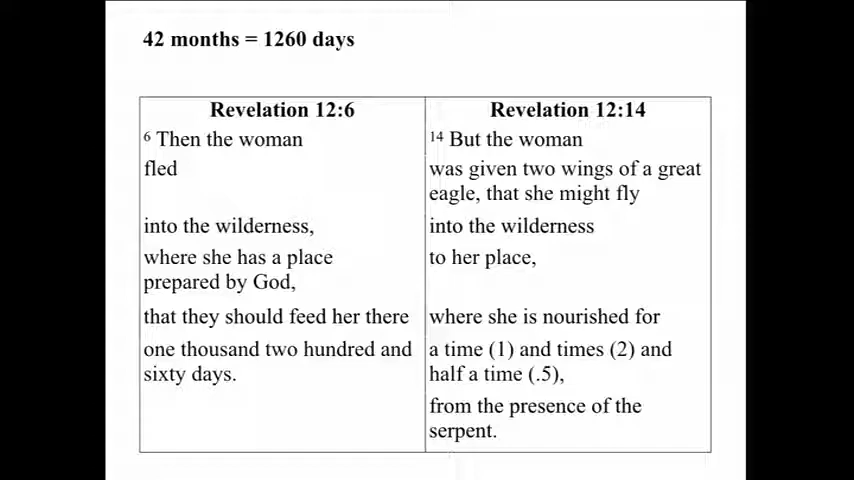 42 months = 1260 days
Revelation 12:6
6 Then the woman
fled
into the wilderness,
where she has a place
prepared by God,
that they should feed her there
one thousand two hundred and
sixty days.
Revelation 12:14
14 But the woman
was given two wings of a great
eagle, that she might fly
into the wilderness
to her place,
where she is nourished for
a time (1) and times (2) and
half a time (.5),
from the presence of the
serpent.